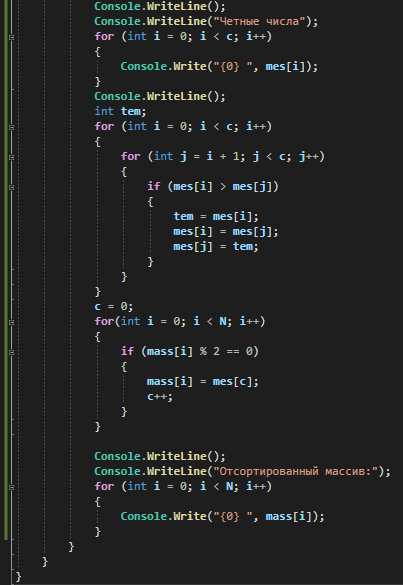 Console.WriteLine();
Console.WriteLine("Четные числа");
for (int i = 0; i < c; i++)
{
Console.Write("{0} ", mes[i]);
}
Console.WriteLine();
int tem;
for (int i = 0; i < c; i++)
{
for (int j = i + 1; j < c; j++)
{
if (mes[i] > mes[j])
{
tem = mes[i];
mes[i] = mes[j];
mes[j] = tem;
}
}
}
c = 0;
for(int i = 0; i < N; i++)
{
if (mass[i] % 2 == 0)
{
mass[i] = mes[c];
c++;
}
}
Console.WriteLine();
Console.WriteLine("Отсортированный массив:");
for (int i = 0; i < N; i++)
{
Console.Write("{0} ", mass[i]);
}
}
}
}